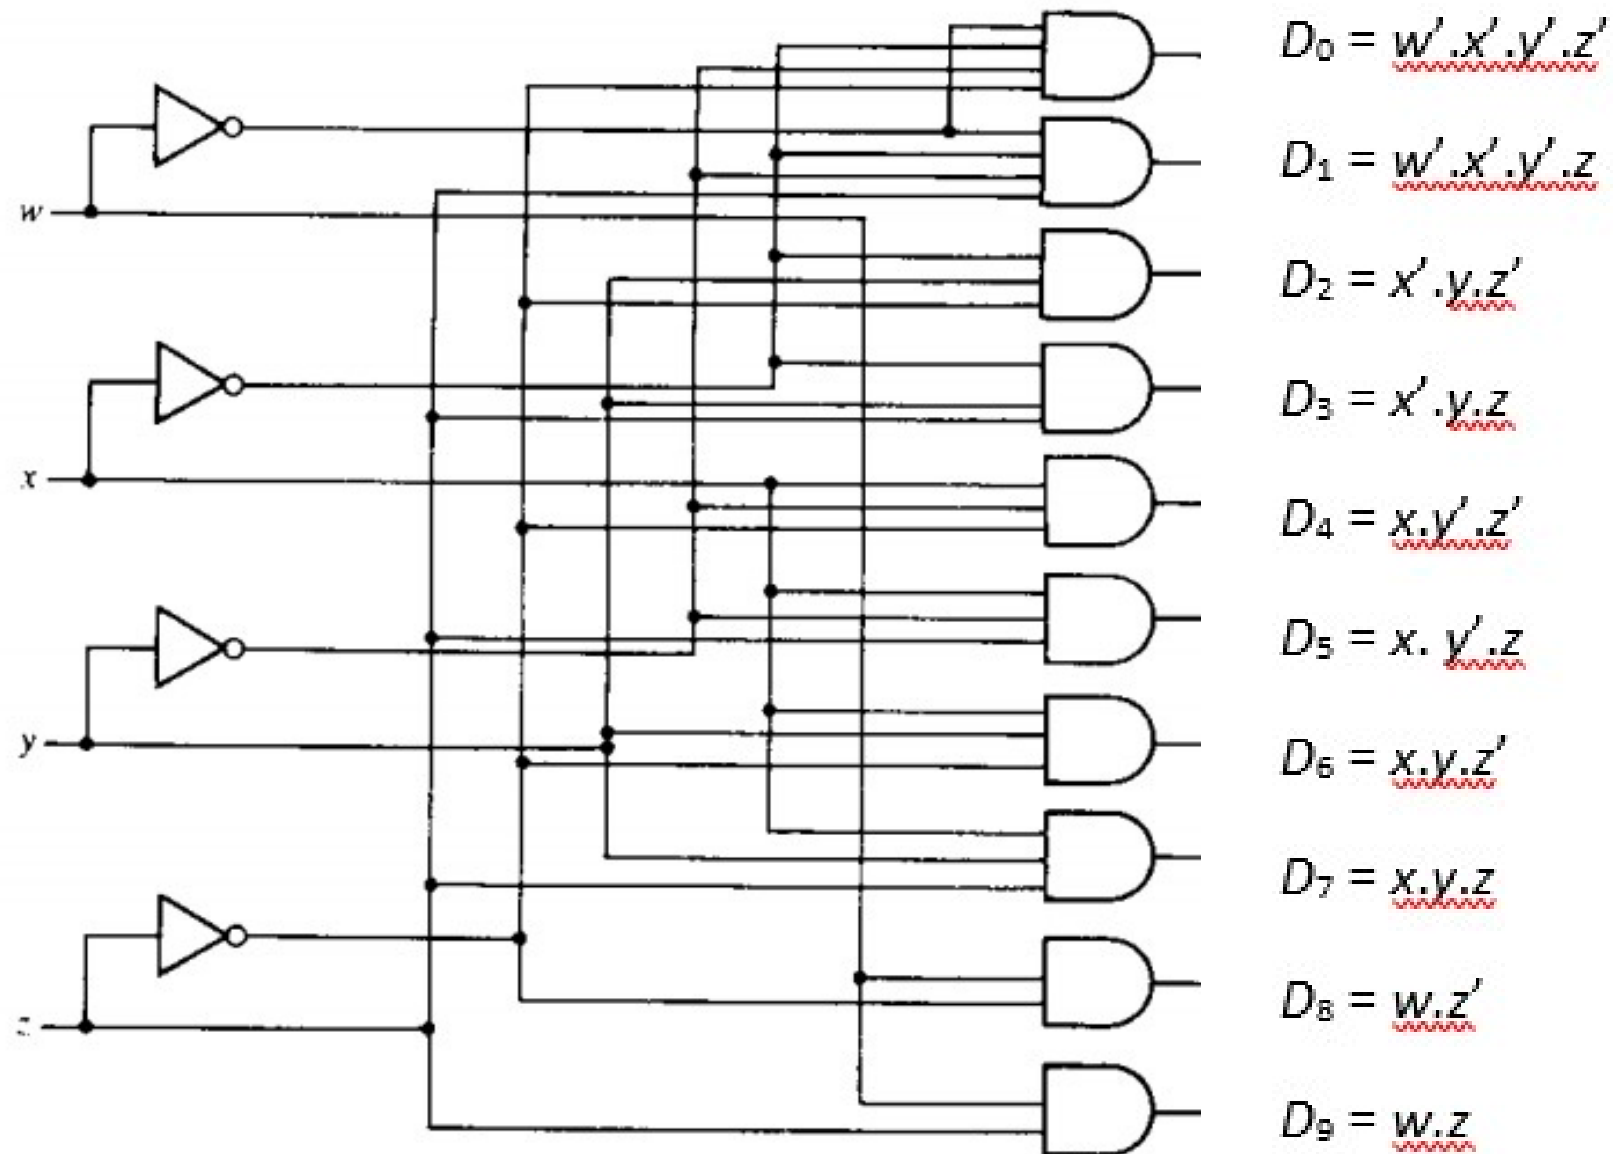 D₀ = w'.x'.y'.z'
D₁ = w'.x'.y'.z
w
D₂ = x'.y.z'
D₃ = x'.y.z
x
D₄ = x.y'.z'
D₅ = x. y'.z
y
D₆ = x.y.z'
D₇ = x.y.z
D₈ = w.z'
z
D₉ = w.z